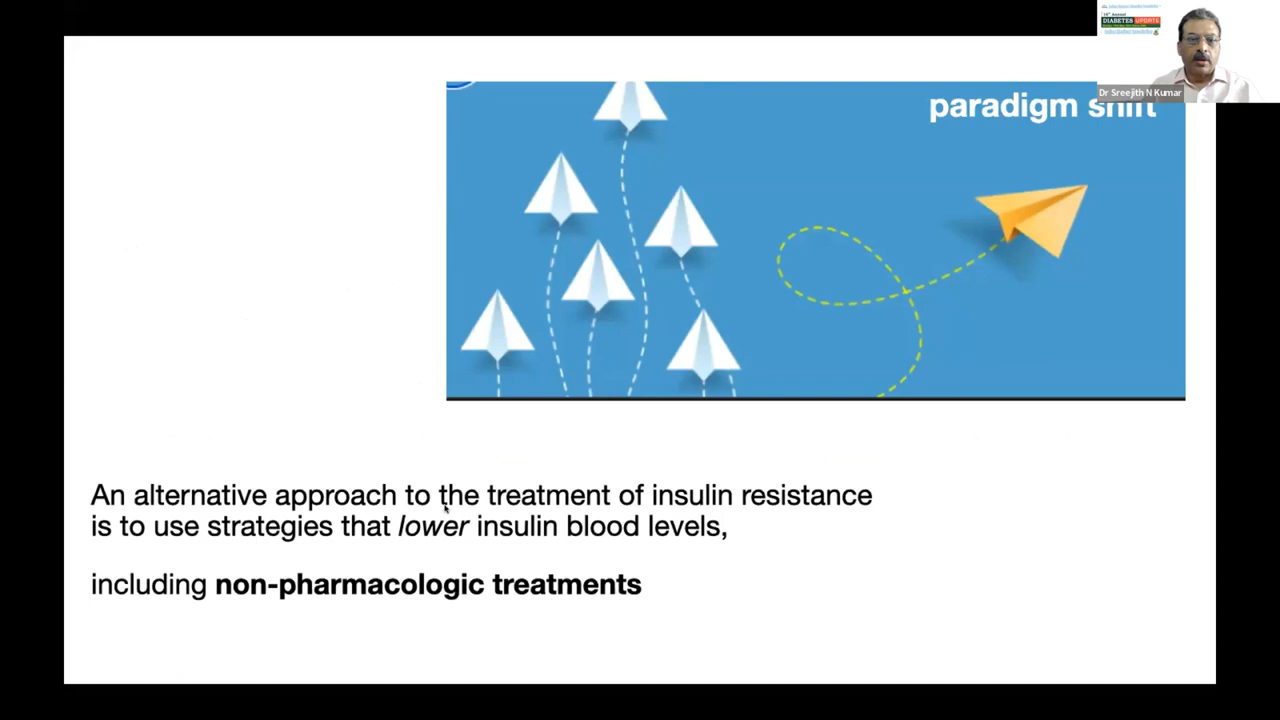 DIABETES UPDATE
Dr Sreejith N Kumar
paradigm shift
An alternative approach to the treatment of insulin resistance
is to use strategies that lower insulin blood levels,
including non-pharmacologic treatments